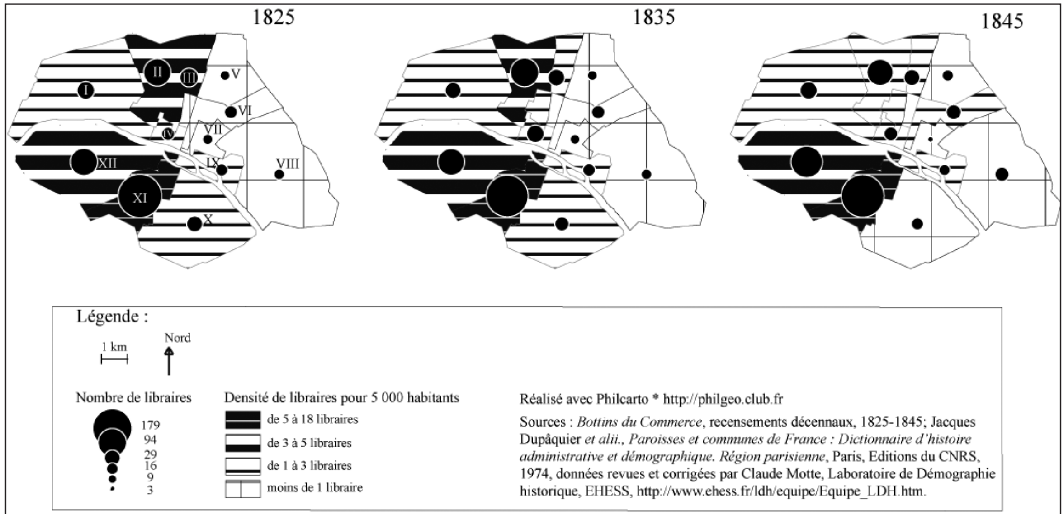 1825
1835
1845
I
II
III
V
VI
IV
VII
XII
IX
VIII
XI
X
Légende :
1 km
Nord
Nombre de libraires
179
94
29
16
9
3
Densité de libraires pour 5 000 habitants
de 5 à 18 libraires
de 3 à 5 libraires
de 1 à 3 libraires
moins de 1 libraire
Réalisé avec Philcarto * http://philgeo.club.fr
Sources : Bottins du Commerce, recensements décennaux, 1825-1845; Jacques
Dupâquier et alii., Paroisses et communes de France : Dictionnaire d'histoire
administrative et démographique. Région parisienne, Paris, Editions du CNRS,
1974, données revues et corrigées par Claude Motte, Laboratoire de Démographie
historique, EHESS, http://www.ehess.fr/ldh/equipe/Equipe_LDH.htm.